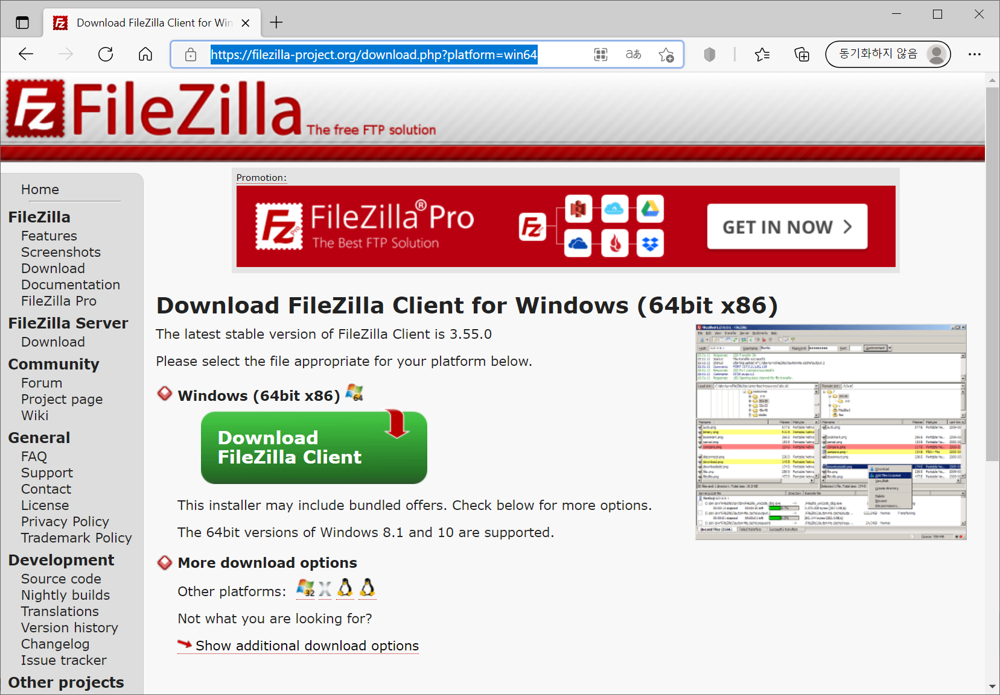 Download FileZilla Client for Win
https://filezilla-project.org/download.php?platform=win64
aあ
동기화하지 않음
Fz FileZilla The free FTP solution
Promotion:
Fz Pro FileZilla® Pro
The Best FTP Solution
Fz
GET IN NOW >
Home
FileZilla
Features
Screenshots
Download
Documentation
FileZilla Pro
FileZilla Server
Download
Community
Forum
Project page
Wiki
General
FAQ
Support
Contact
License
Privacy Policy
Trademark Policy
Development
Source code
Nightly builds
Translations
Version history
Changelog
Issue tracker
Other projects
Download FileZilla Client for Windows (64bit x86)
The latest stable version of FileZilla Client is 3.55.0
Please select the file appropriate for your platform below.
Windows (64bit x86) 64
Download
FileZilla Client
This installer may include bundled offers. Check below for more options.
The 64bit versions of Windows 8.1 and 10 are supported.
More download options
Other platforms: 32
Not what you are looking for?
Show additional download options